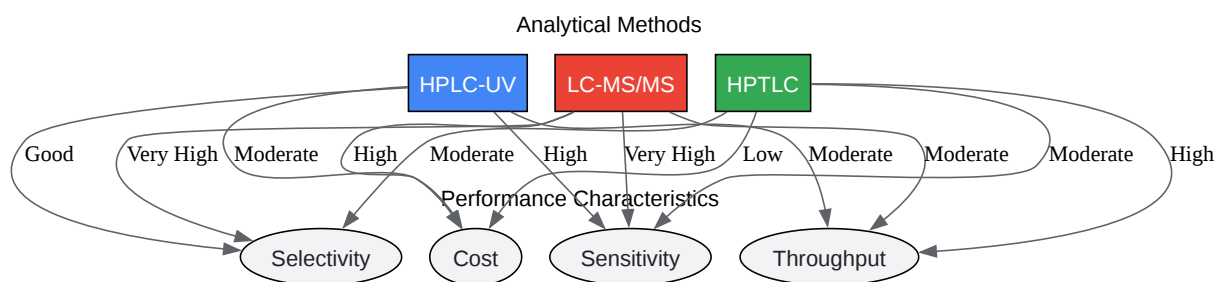 Analytical Methods
HPLC-UV
LC-MS/MS
HPTLC
Good
Very High
Moderate
High
Moderate
High
Very High
Low
Moderate
Moderate
Moderate
High
Performance Characteristics
Selectivity
Cost
Sensitivity
Throughput